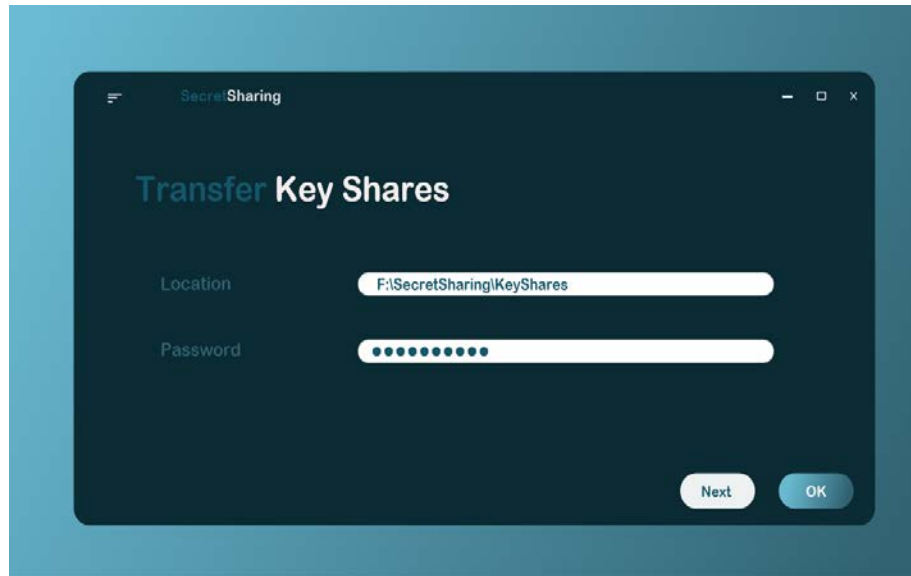 SecretSharing
Transfer Key Shares
Location F:\SecretSharing\KeyShares
Password ●●●●●●●●●●
Next OK